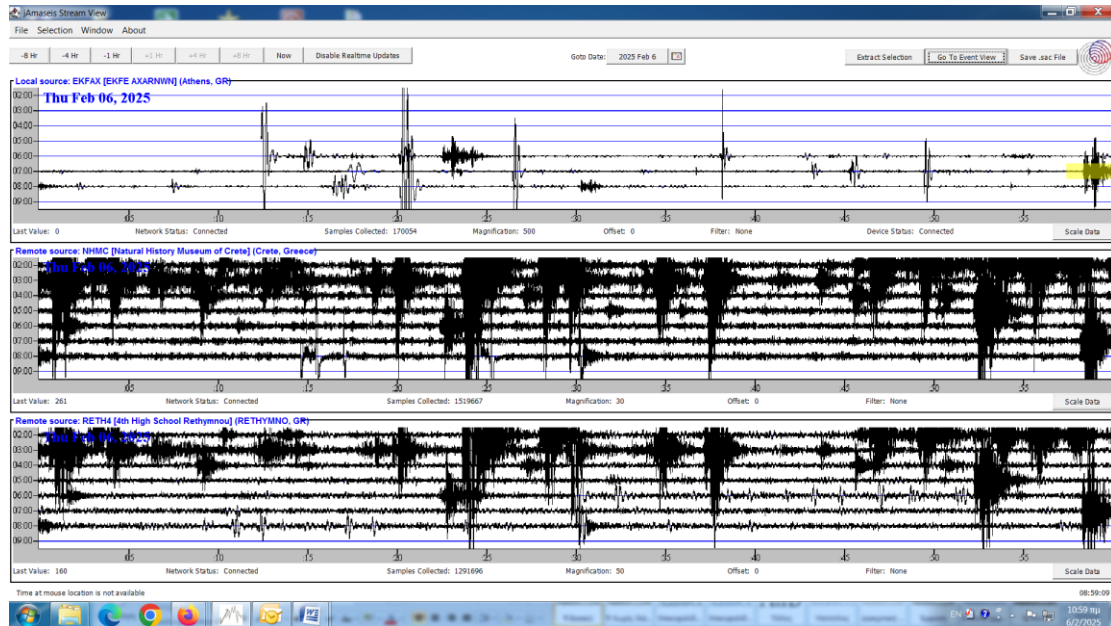 jAmaseis Stream View
File Selection Window About
-8 Hr -4 Hr -1 Hr +1 Hr +4 Hr +8 Hr Now Disable Realtime Updates Goto Date: 2025 Feb 6 Extract Selection Go To Event View Save .sac File
Local source: EKFAX [EKFE AXARNWN] (Athens, GR)
Thu Feb 06, 2025
02:00
03:00
04:00
05:00
06:00
07:00
08:00
09:00
:05 :10 :15 :20 :25 :30 :35 :40 :45 :50 :55
Last Value: 0 Network Status: Connected Samples Collected: 170054 Magnification: 500 Offset: 0 Filter: None Device Status: Connected Scale Data
Remote source: NHMC [Natural History Museum of Crete] (Crete, Greece)
Thu Feb 06, 2025
02:00
03:00
04:00
05:00
06:00
07:00
08:00
09:00
:05 :10 :15 :20 :25 :30 :35 :40 :45 :50 :55
Last Value: 261 Network Status: Connected Samples Collected: 1519667 Magnification: 30 Offset: 0 Filter: None Scale Data
Remote source: RETH4 [4th High School Rethymnou] (RETHYMNO, GR)
Thu Feb 06, 2025
02:00
03:00
04:00
05:00
06:00
07:00
08:00
09:00
:05 :10 :15 :20 :25 :30 :35 :40 :45 :50 :55
Last Value: 160 Network Status: Connected Samples Collected: 1291696 Magnification: 50 Offset: 0 Filter: None Scale Data
Time at mouse location is not available 08:59:09
EN 10:59 πμ
6/2/2025